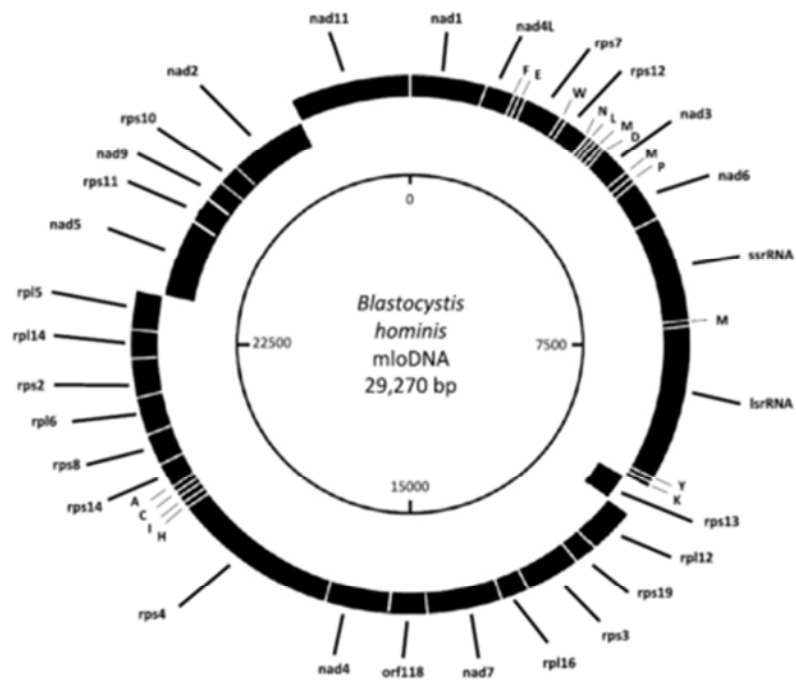 nad11
nad1
nad4L
F
E
rps7
W
rps12
N
L
M
D
nad3
M
P
nad6
ssrRNA
M
lsrRNA
Y
K
rps13
rpl12
rps19
rps3
rpl16
nad7
orf118
nad4
rps4
H
I
C
A
rps14
rps8
rpl6
rps2
rpl14
rpl5
nad5
rps11
nad9
rps10
nad2
0
7500
15000
22500
Blastocystis
hominis
mloDNA
29,270 bp